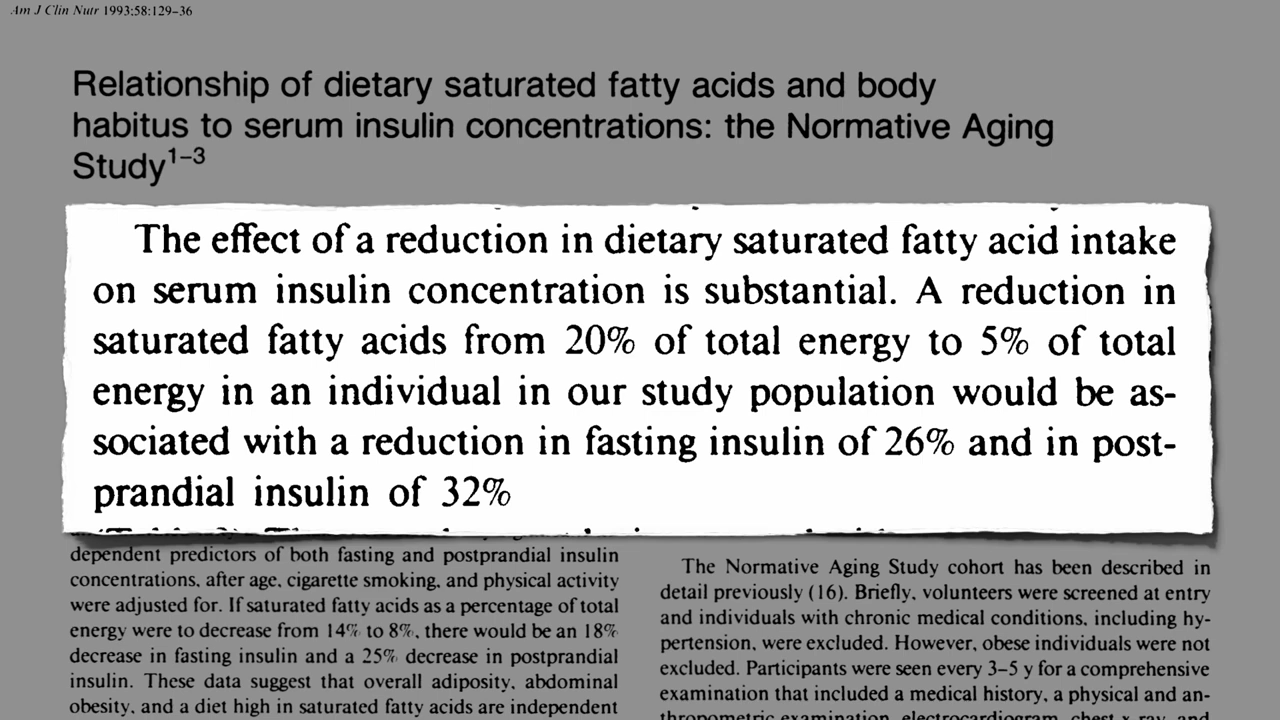 Am J Clin Nutr 1993;58:129–36
Relationship of dietary saturated fatty acids and body
habitus to serum insulin concentrations: the Normative Aging
Study1–3
The effect of a reduction in dietary saturated fatty acid intake
on serum insulin concentration is substantial. A reduction in
saturated fatty acids from 20% of total energy to 5% of total
energy in an individual in our study population would be as-
sociated with a reduction in fasting insulin of 26% and in post-
prandial insulin of 32%
dependent predictors of both fasting and postprandial insulin
concentrations, after age, cigarette smoking, and physical activity
were adjusted for. If saturated fatty acids as a percentage of total
energy were to decrease from 14% to 8%, there would be an 18%
decrease in fasting insulin and a 25% decrease in postprandial
insulin. These data suggest that overall adiposity, abdominal
obesity, and a diet high in saturated fatty acids are independent
The Normative Aging Study cohort has been described in
detail previously (16). Briefly, volunteers were screened at entry
and individuals with chronic medical conditions, including hy-
pertension, were excluded. However, obese individuals were not
excluded. Participants were seen every 3–5 y for a comprehensive
examination that included a medical history, a physical and an-
thropometric examination, electrocardiogram, chest x ray, and